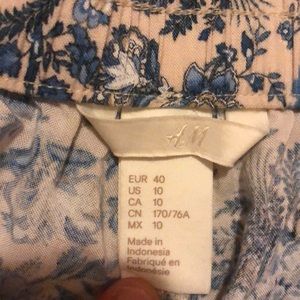 H&M
EUR 40
US 10
CA 10
CN 170/76A
MX 10
Made in
Indonesia
Fabriqué en
Indonésie